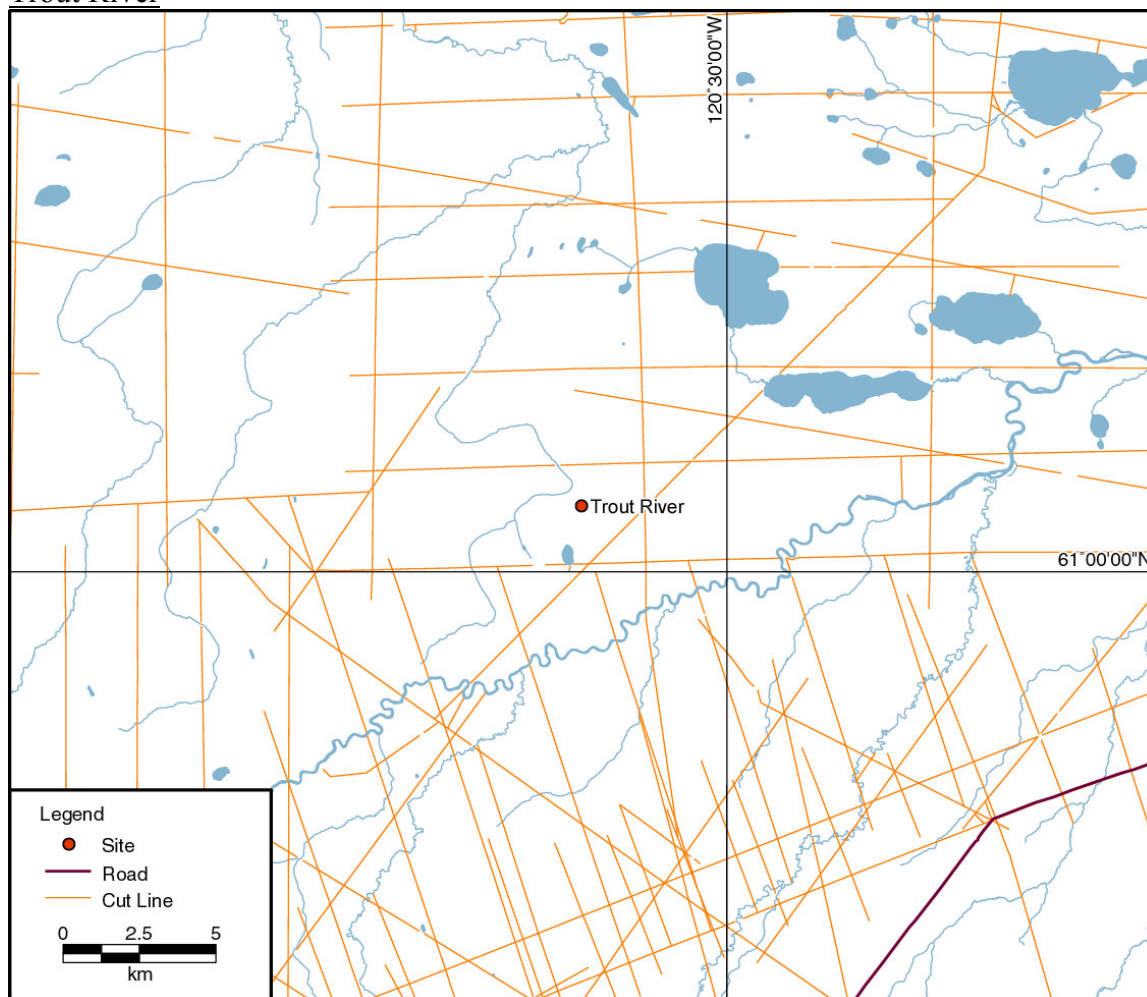 Trout River
120°30'00"W
Trout River
61°00'00"N
Legend
Site
Road
Cut Line
0 2.5 5
km